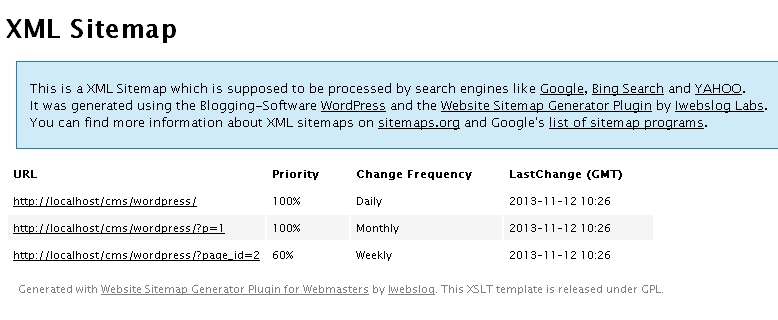 XML Sitemap
This is a XML Sitemap which is supposed to be processed by search engines like Google, Bing Search and YAHOO.
It was generated using the Blogging-Software WordPress and the Website Sitemap Generator Plugin by Iwebslog Labs.
You can find more information about XML sitemaps on sitemaps.org and Google's list of sitemap programs.
URL Priority Change Frequency LastChange (GMT)
http://localhost/cms/wordpress/ 100% Daily 2013-11-12 10:26
http://localhost/cms/wordpress/?p=1 100% Monthly 2013-11-12 10:26
http://localhost/cms/wordpress/?page_id=2 60% Weekly 2013-11-12 10:26
Generated with Website Sitemap Generator Plugin for Webmasters by Iwebslog. This XSLT template is released under GPL.